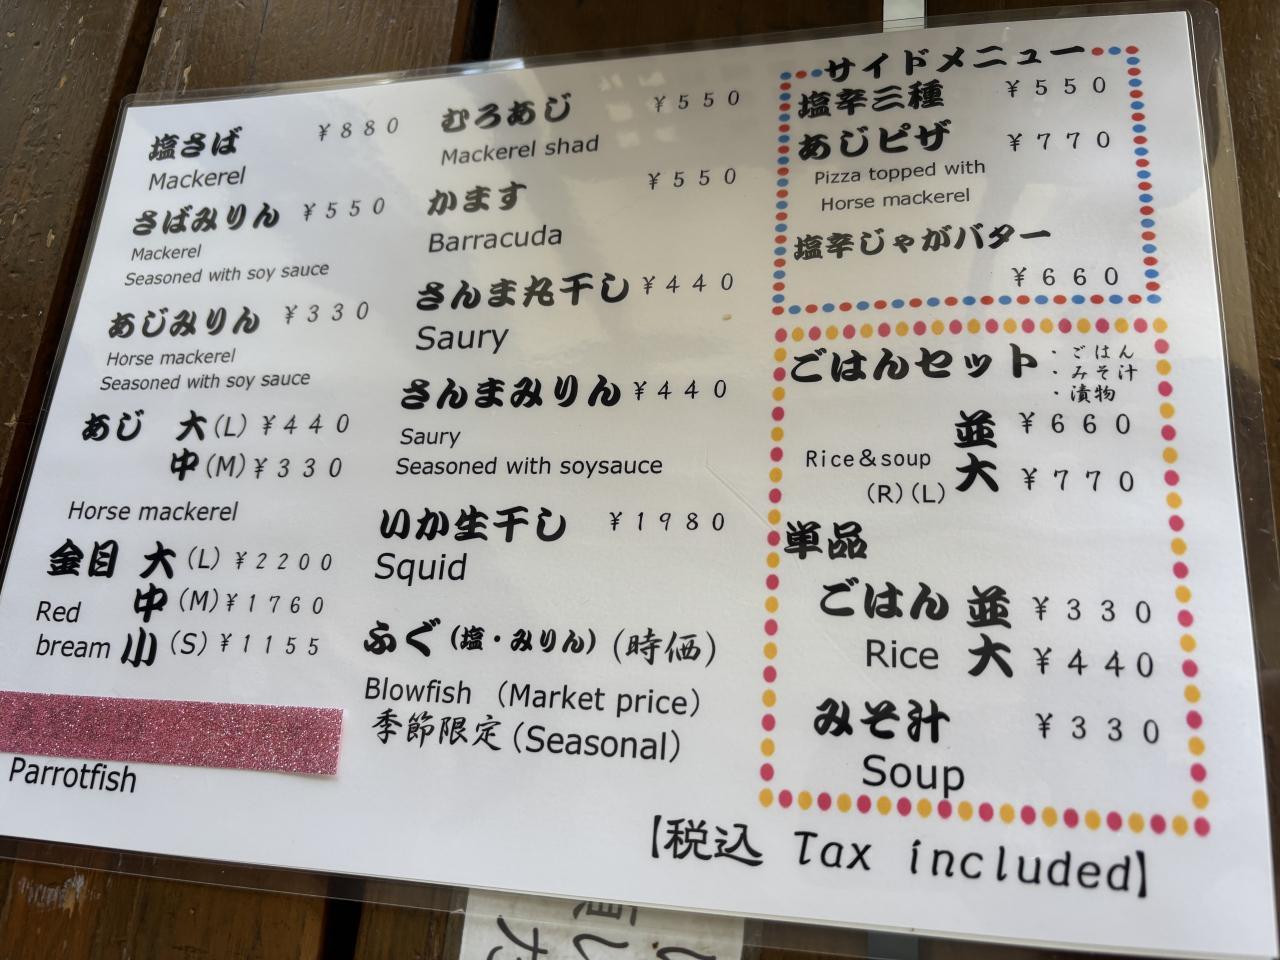 塩さば ¥880
Mackerel
さばみりん ¥550
Mackerel
Seasoned with soy sauce
あじみりん ¥330
Horse mackerel
Seasoned with soy sauce
あじ 大(L) ¥440
中(M) ¥330
Horse mackerel
金目 大(L) ¥2200
Red 中(M) ¥1760
bream 小(S) ¥1155
Parrotfish
むろあじ ¥550
Mackerel shad
かます ¥550
Barracuda
さんま丸干し ¥440
Saury
さんまみりん ¥440
Saury
Seasoned with soysauce
いか生干し ¥1980
Squid
ふぐ(塩・みりん)(時価)
Blowfish (Market price)
季節限定(Seasonal)
サイドメニュー
塩辛三種 ¥550
あじピザ ¥770
Pizza topped with
Horse mackerel
塩辛じゃがバター
¥660
ごはんセット ・ごはん
・みそ汁
・漬物
並 ¥660
Rice&soup 大 ¥770
(R)(L)
単品
ごはん 並 ¥330
Rice 大 ¥440
みそ汁 ¥330
Soup
【税込 Tax included】